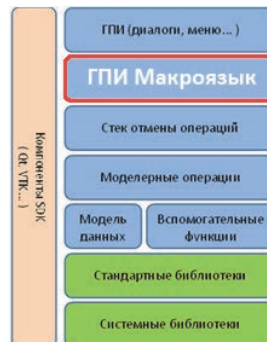 ГПИ (диалоги, меню... )
ГПИ Макроязык
Стек отмены операций
Моделерные операции
Модель
данных
Вспомогательные
функции
Стандартные библиотеки
Системные библиотеки
Компоненты SDK
( Qt, VTK... )